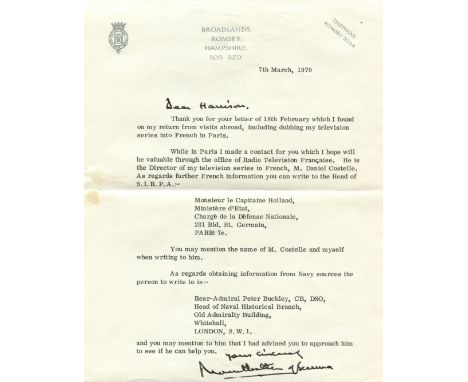 BROADLANDS,
ROMSEY,
HAMPSHIRE.
SO5 9ZD.
TELEPHONE
ROMSEY 3333
7th March, 1970
Dear Harrison.
Thank you for your letter of 18th February which I found
on my return from visits abroad, including dubbing my television
series into French in Paris.
While in Paris I made a contact for you which I hope will
be valuable through the office of Radio Television Française. He is
the Director of my television series in French, M. Daniel Costelle.
As regards further French information you can write to the Head of
S.I.R.P.A.:-
Monsieur le Capitaine Holland,
Ministère d'Etat,
Chargé de la Défense Nationale,
231 Bld. St. Germain,
PARIS 7e.
You may mention the name of M. Costelle and myself
when writing to him.
As regards obtaining information from Navy sources the
person to write to is:-
Rear-Admiral Peter Buckley, CB, DSO,
Head of Naval Historical Branch,
Old Admiralty Building,
Whitehall,
LONDON, S.W.1.
and you may mention to him that I had advised you to approach him
to see if he can help you.
Yours sincerely
Mountbatten of Burma